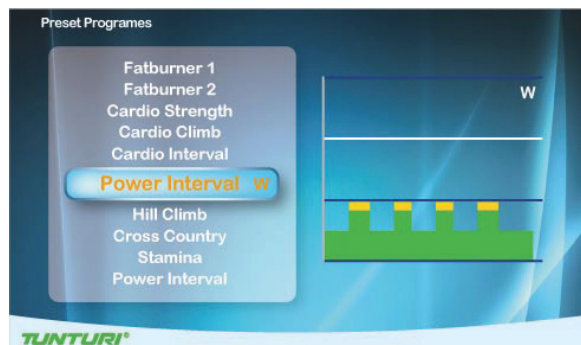 Preset Programes
Fatburner 1
Fatburner 2
Cardio Strength
Cardio Climb
Cardio Interval
Power Interval W
Hill Climb
Cross Country
Stamina
Power Interval
W
TUNTURI®